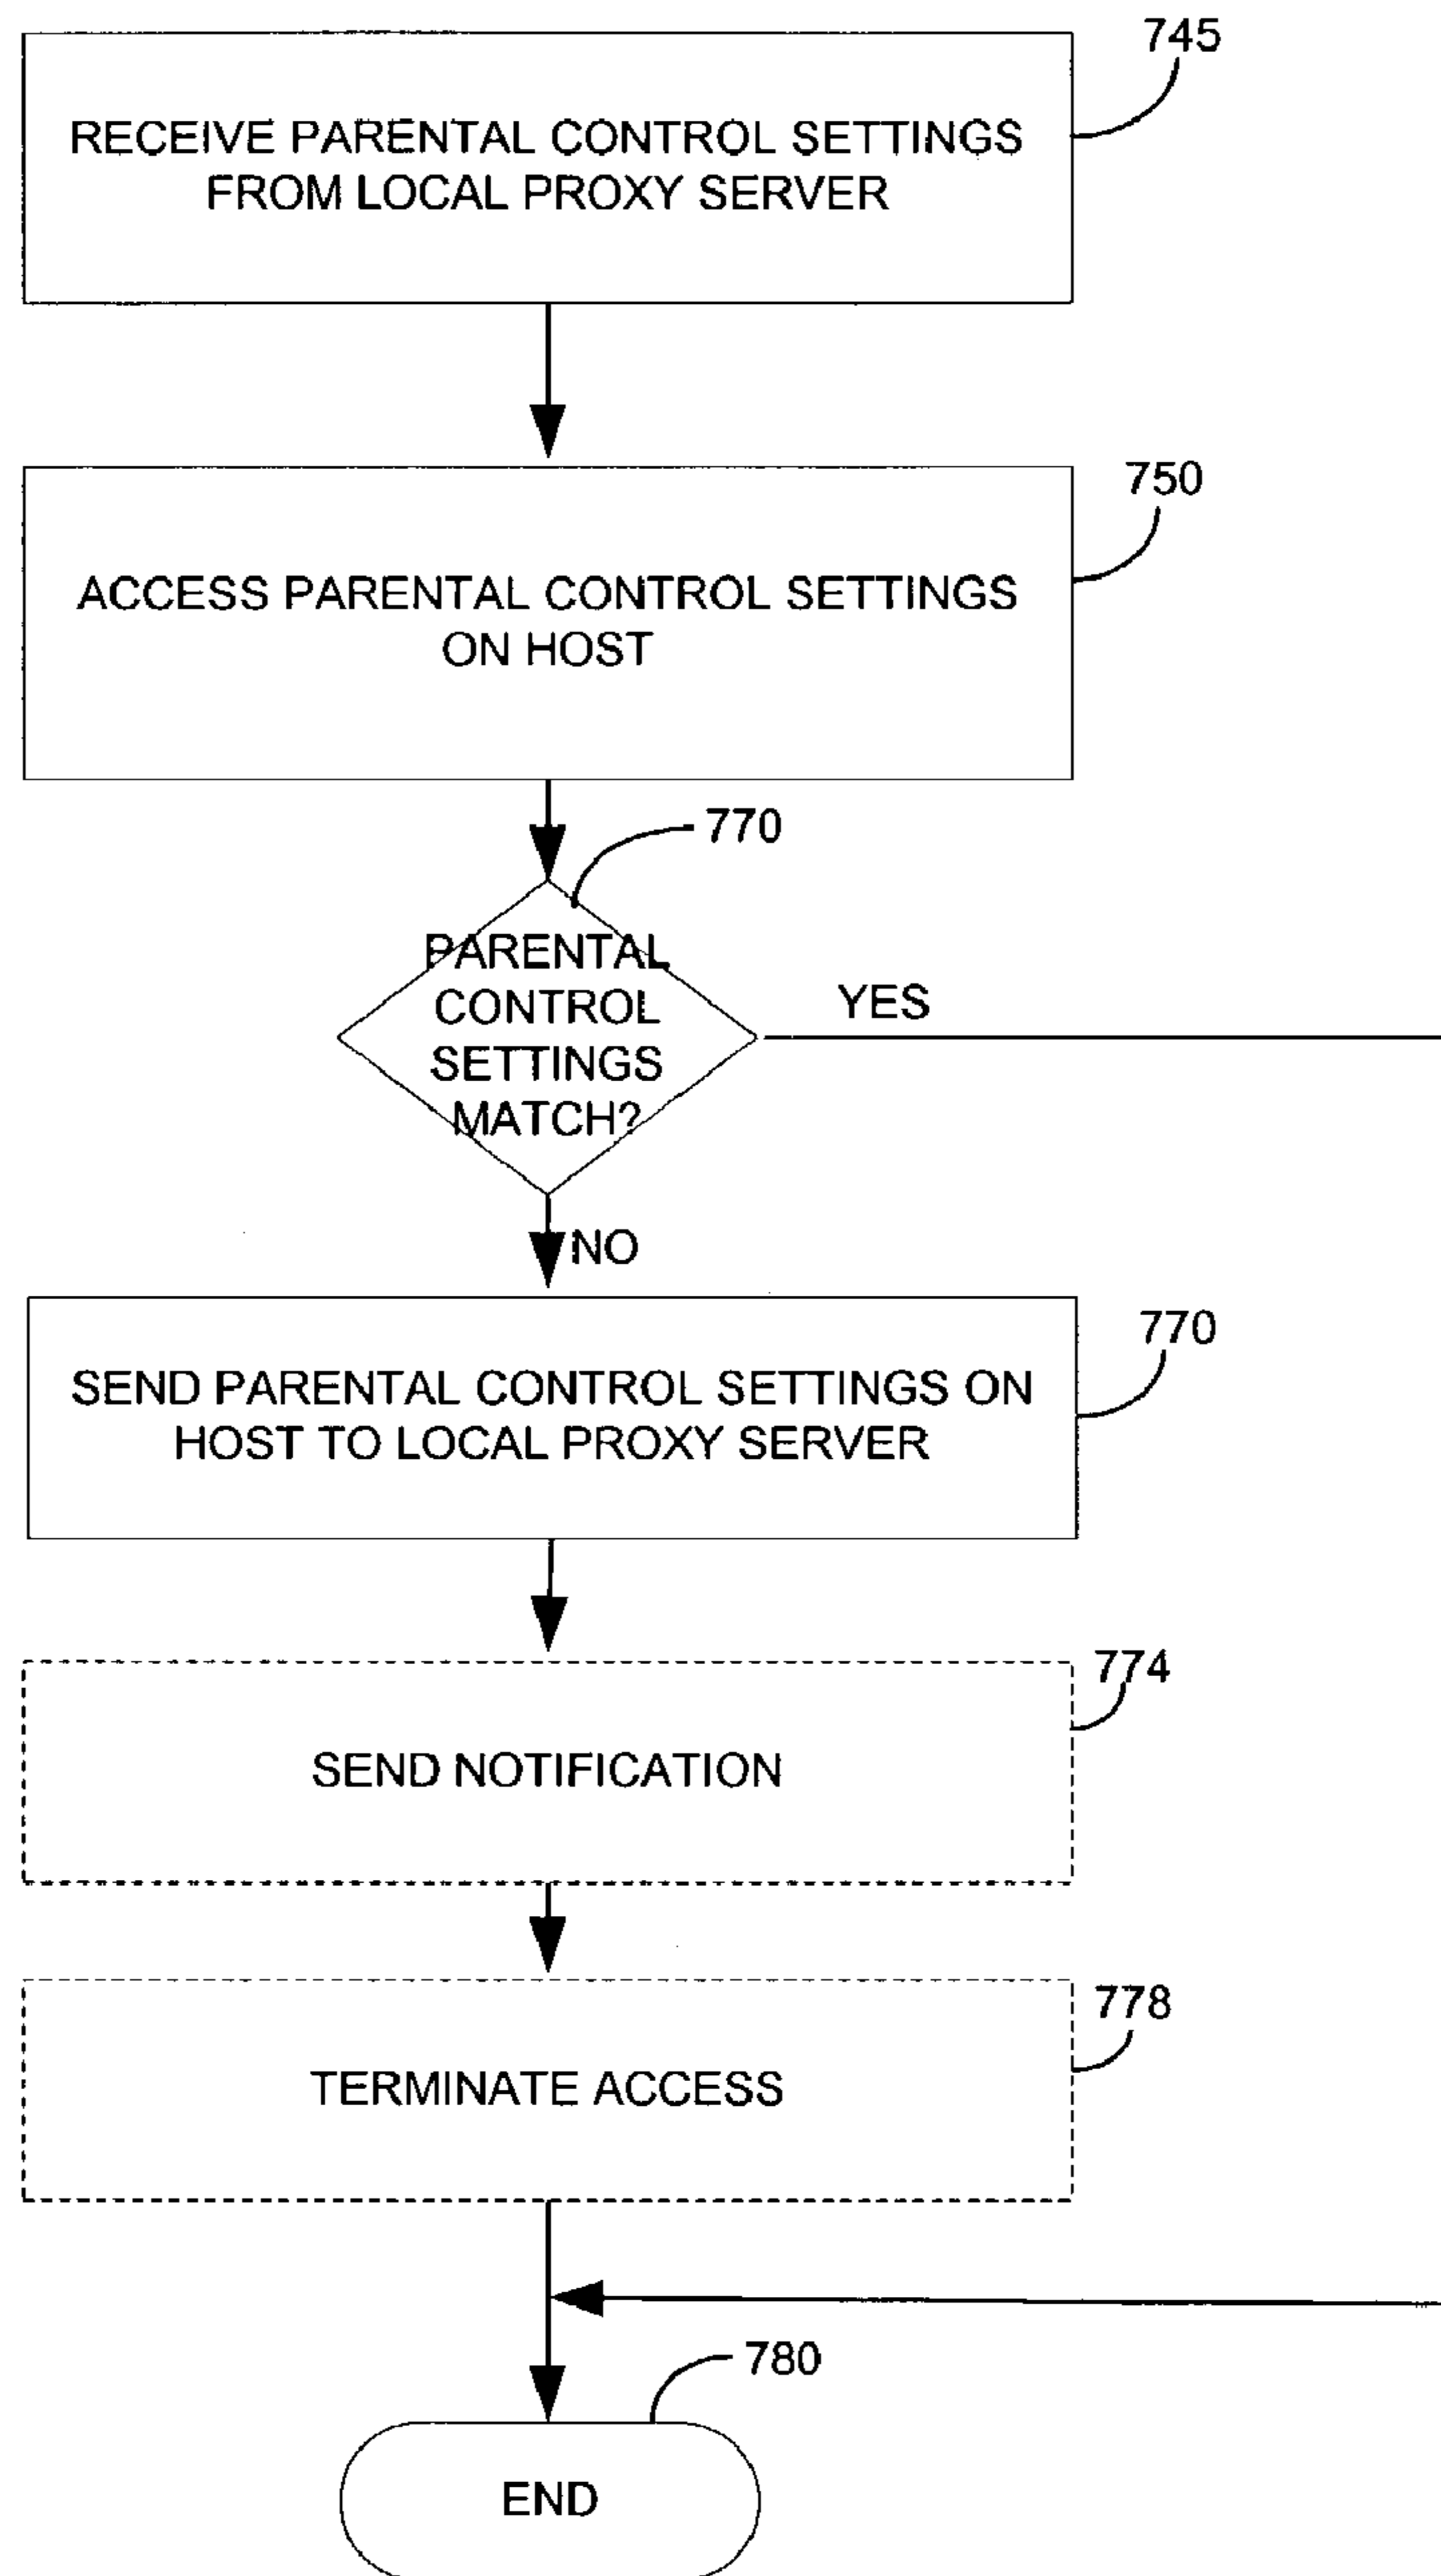 745
RECEIVE PARENTAL CONTROL SETTINGS
FROM LOCAL PROXY SERVER
750
ACCESS PARENTAL CONTROL SETTINGS
ON HOST
770
PARENTAL
CONTROL
SETTINGS
MATCH?
YES
NO
770
SEND PARENTAL CONTROL SETTINGS ON
HOST TO LOCAL PROXY SERVER
774
SEND NOTIFICATION
778
TERMINATE ACCESS
780
END